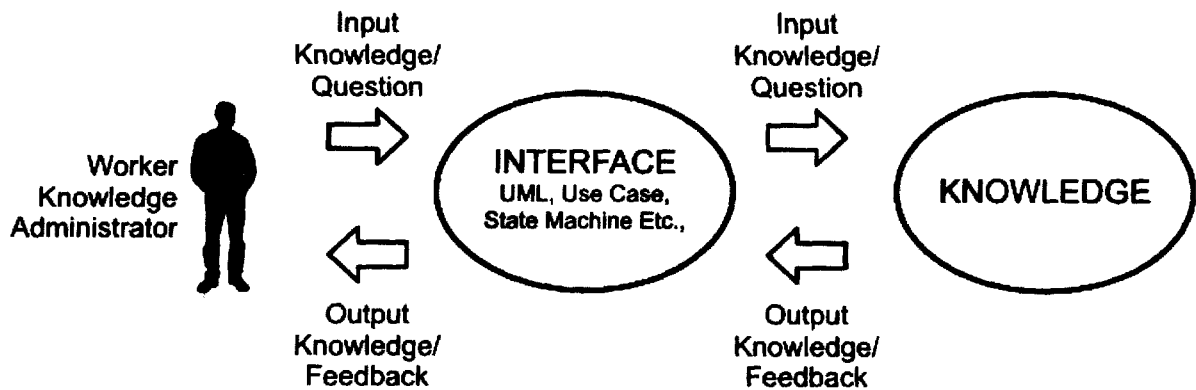 Input
Knowledge/
Question
Input
Knowledge/
Question
Worker
Knowledge
Administrator
INTERFACE
UML, Use Case,
State Machine Etc.,
KNOWLEDGE
Output
Knowledge/
Feedback
Output
Knowledge/
Feedback